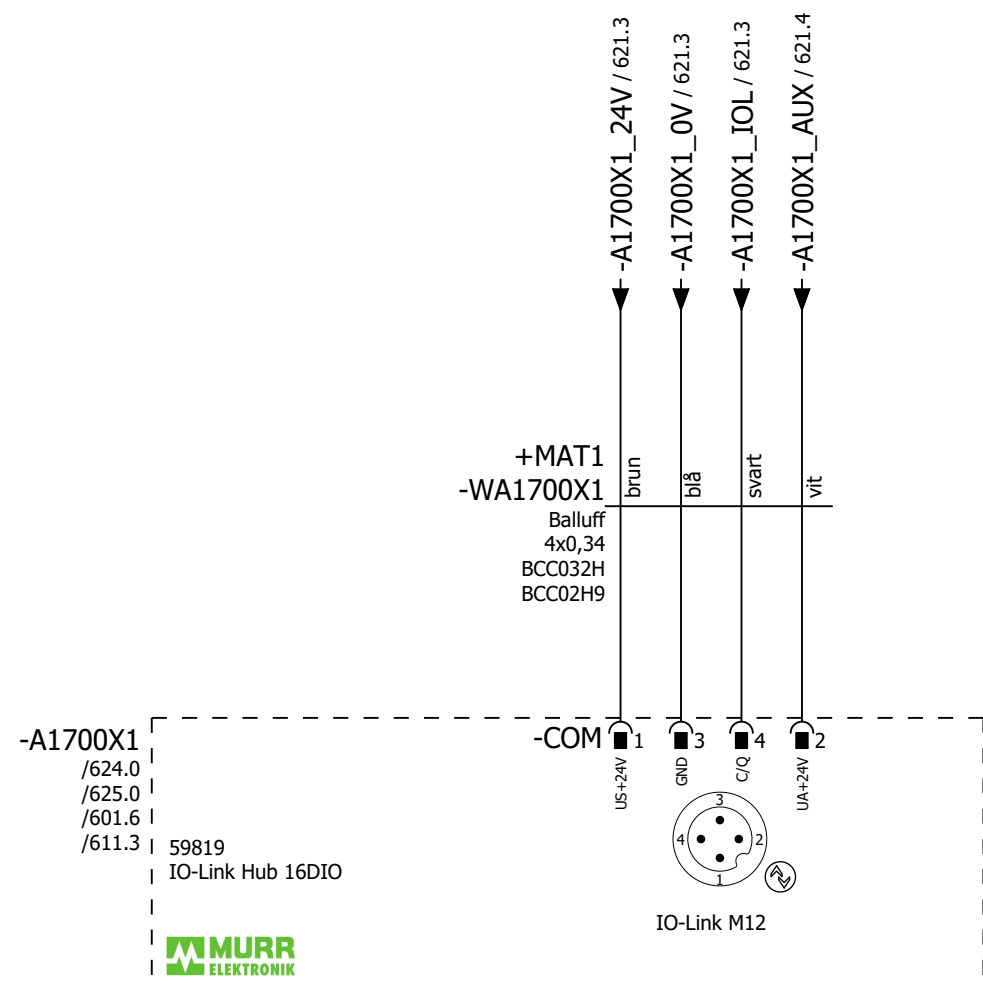 -A1700X1_24V / 621.3
-A1700X1_0V / 621.3
-A1700X1_IOL / 621.3
-A1700X1_AUX / 621.4
+MAT1
-WA1700X1
Balluff
4x0,34
BCC032H
BCC02H9
brun
blå
svart
vit
-A1700X1
/624.0
/625.0
/601.6
/611.3
-COM
1
3
4
2
US+24V
GND
C/Q
UA+24V
3
4
2
1
59819
IO-Link Hub 16DIO
IO-Link M12
MURR
ELEKTRONIK